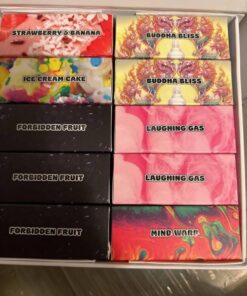 STRAWBERRY & BANANA
BUDDHA BLISS
ICE CREAM CAKE
BUDDHA BLISS
FORBIDDEN FRUIT
LAUGHING GAS
FORBIDDEN FRUIT
LAUGHING GAS
FORBIDDEN FRUIT
MIND WARP